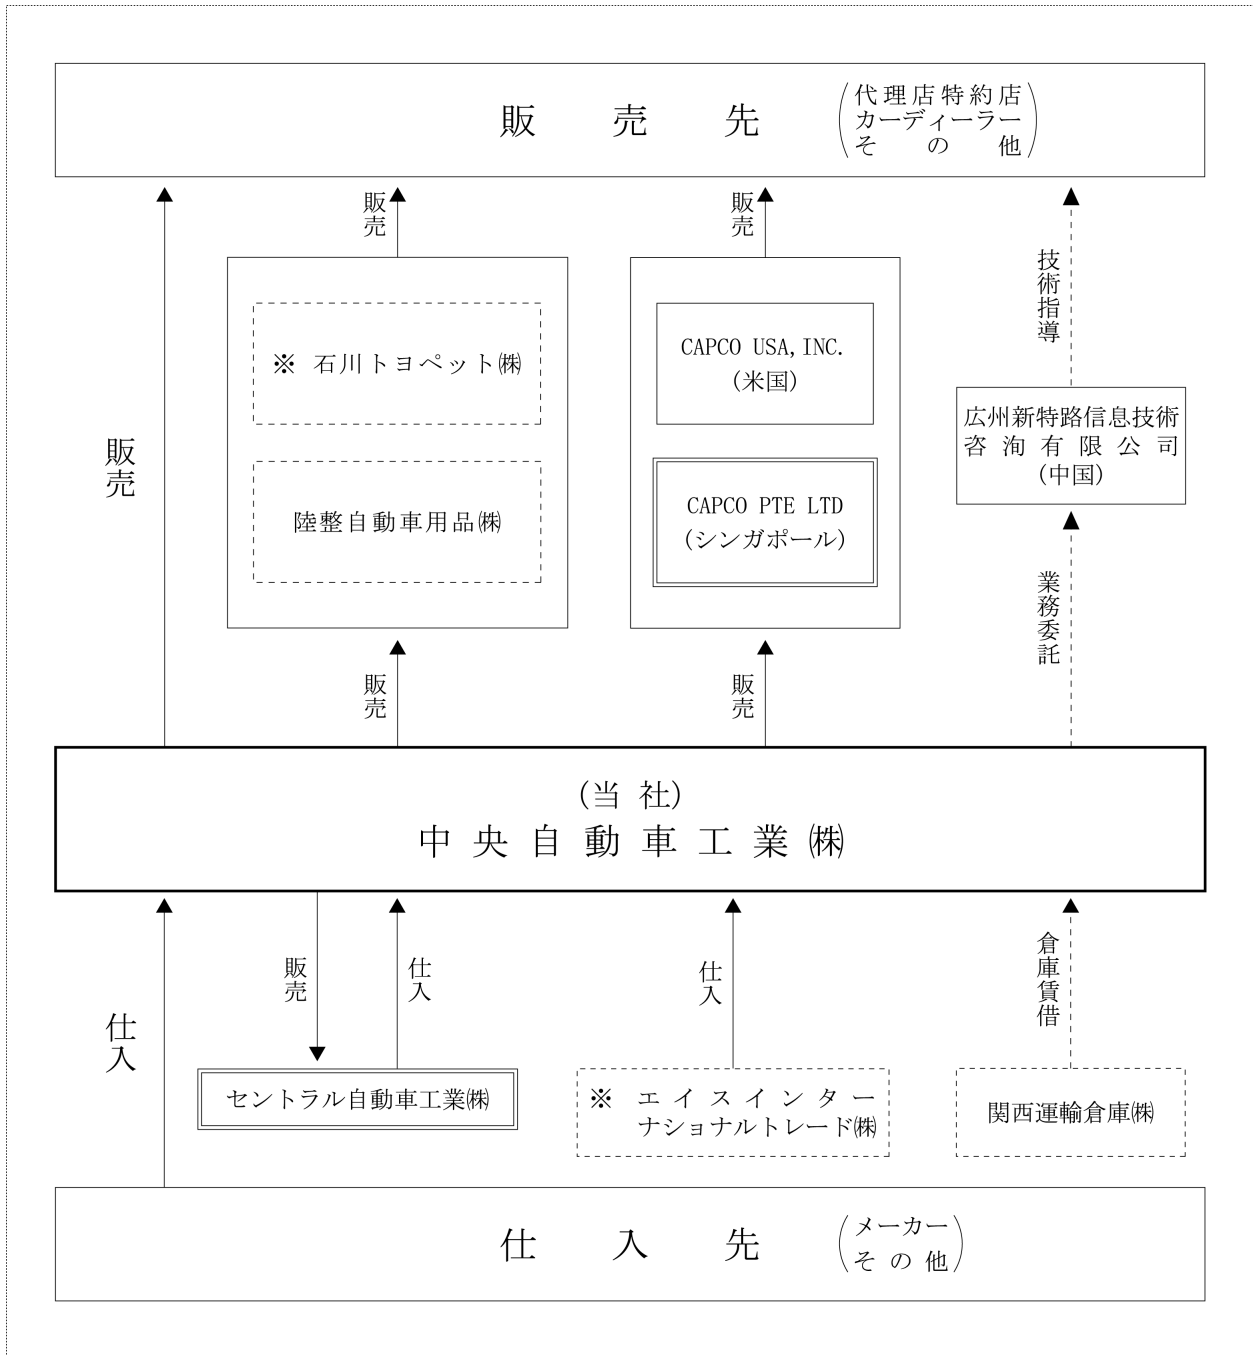 販売先
代理店特約店
カーディーラー
その他
販売
販売
販売
技術指導
※ 石川トヨペット㈱
陸整自動車用品㈱
CAPCO USA, INC.
(米国)
CAPCO PTE LTD
(シンガポール)
広州新特路信息技術
咨洵有限公司
(中国)
販売
販売
業務委託
(当社)
中央自動車工業㈱
仕入
販売
仕入
仕入
倉庫賃借
セントラル自動車工業㈱
※ エイスインター
ナショナルトレード㈱
関西運輸倉庫㈱
仕入先
メーカー
その他